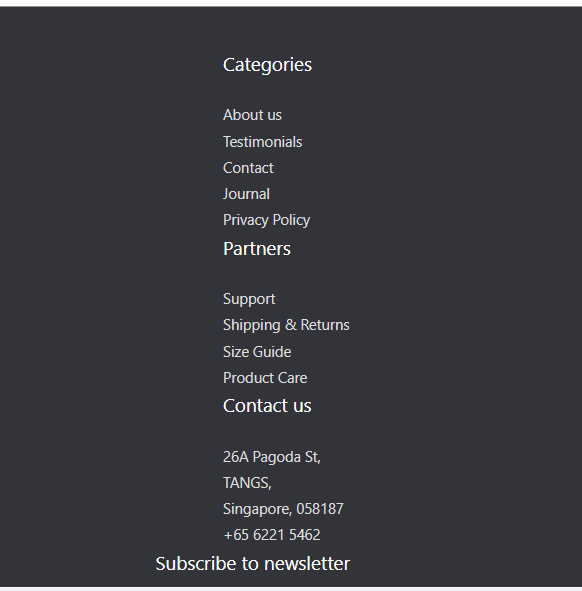 Categories
About us
Testimonials
Contact
Journal
Privacy Policy
Partners
Support
Shipping & Returns
Size Guide
Product Care
Contact us
26A Pagoda St,
TANGS,
Singapore, 058187
+65 6221 5462
Subscribe to newsletter